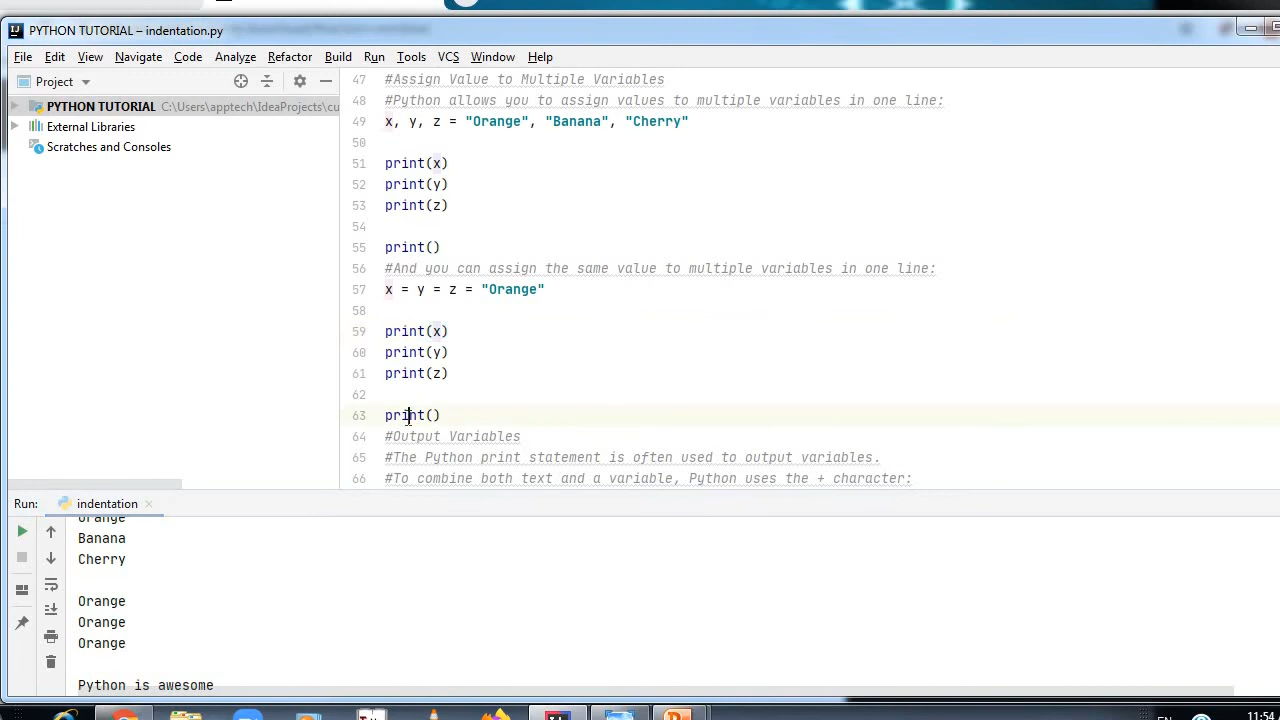 PYTHON TUTORIAL – indentation.py
File Edit View Navigate Code Analyze Refactor Build Run Tools VCS Window Help
Project
PYTHON TUTORIAL C:\Users\apptech\IdeaProjects\cu
External Libraries
Scratches and Consoles
47 #Assign Value to Multiple Variables
48 #Python allows you to assign values to multiple variables in one line:
49 x, y, z = "Orange", "Banana", "Cherry"
50
51 print(x)
52 print(y)
53 print(z)
54
55 print()
56 #And you can assign the same value to multiple variables in one line:
57 x = y = z = "Orange"
58
59 print(x)
60 print(y)
61 print(z)
62
63 print()
64 #Output Variables
65 #The Python print statement is often used to output variables.
66 #To combine both text and a variable, Python uses the + character:
Run: indentation
Orange
Banana
Cherry
Orange
Orange
Orange
Python is awesome
EN 11:54